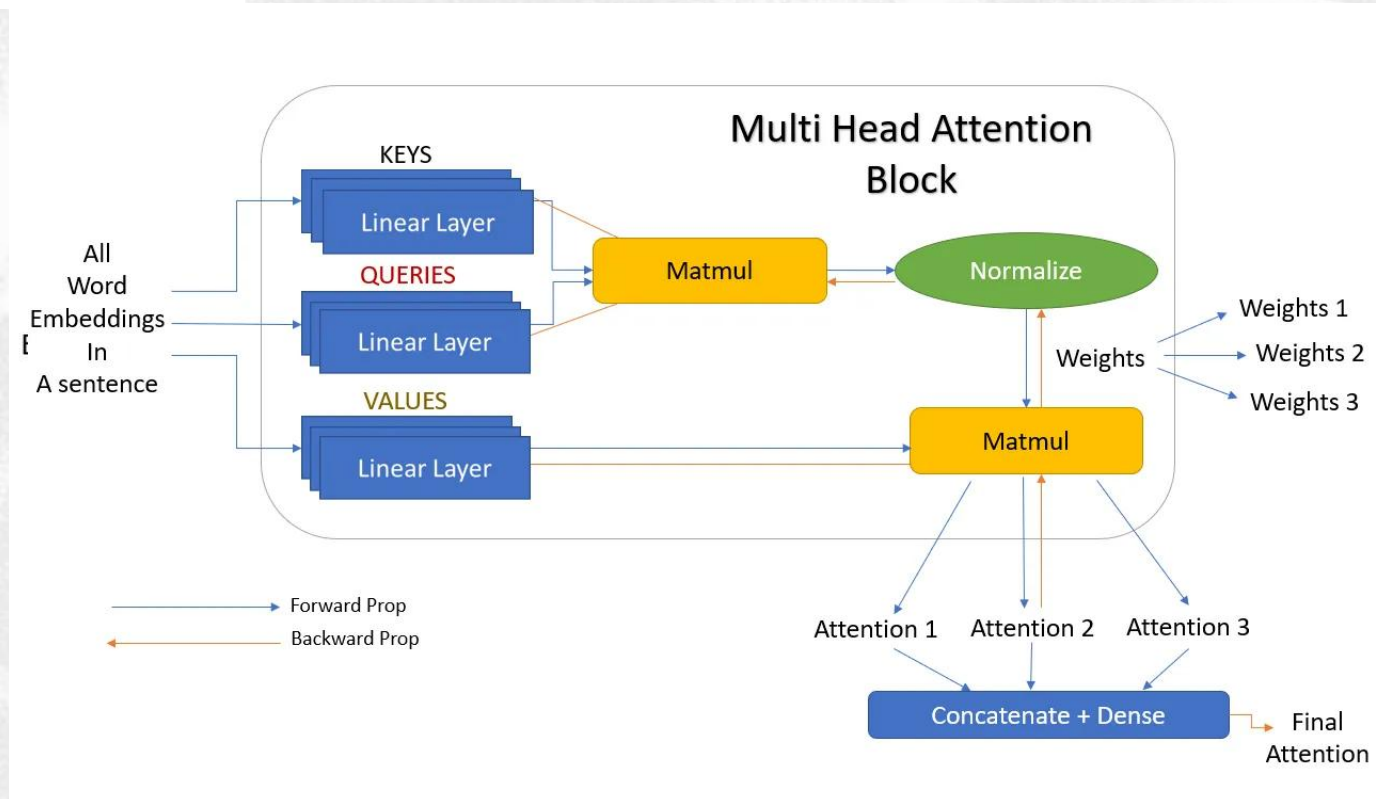 Multi Head Attention
Block
KEYS
Linear Layer
QUERIES
Linear Layer
VALUES
Linear Layer
All
Word
Embeddings
In
A sentence
Matmul
Normalize
Weights
Weights 1
Weights 2
Weights 3
Matmul
Forward Prop
Backward Prop
Attention 1
Attention 2
Attention 3
Concatenate + Dense
Final
Attention